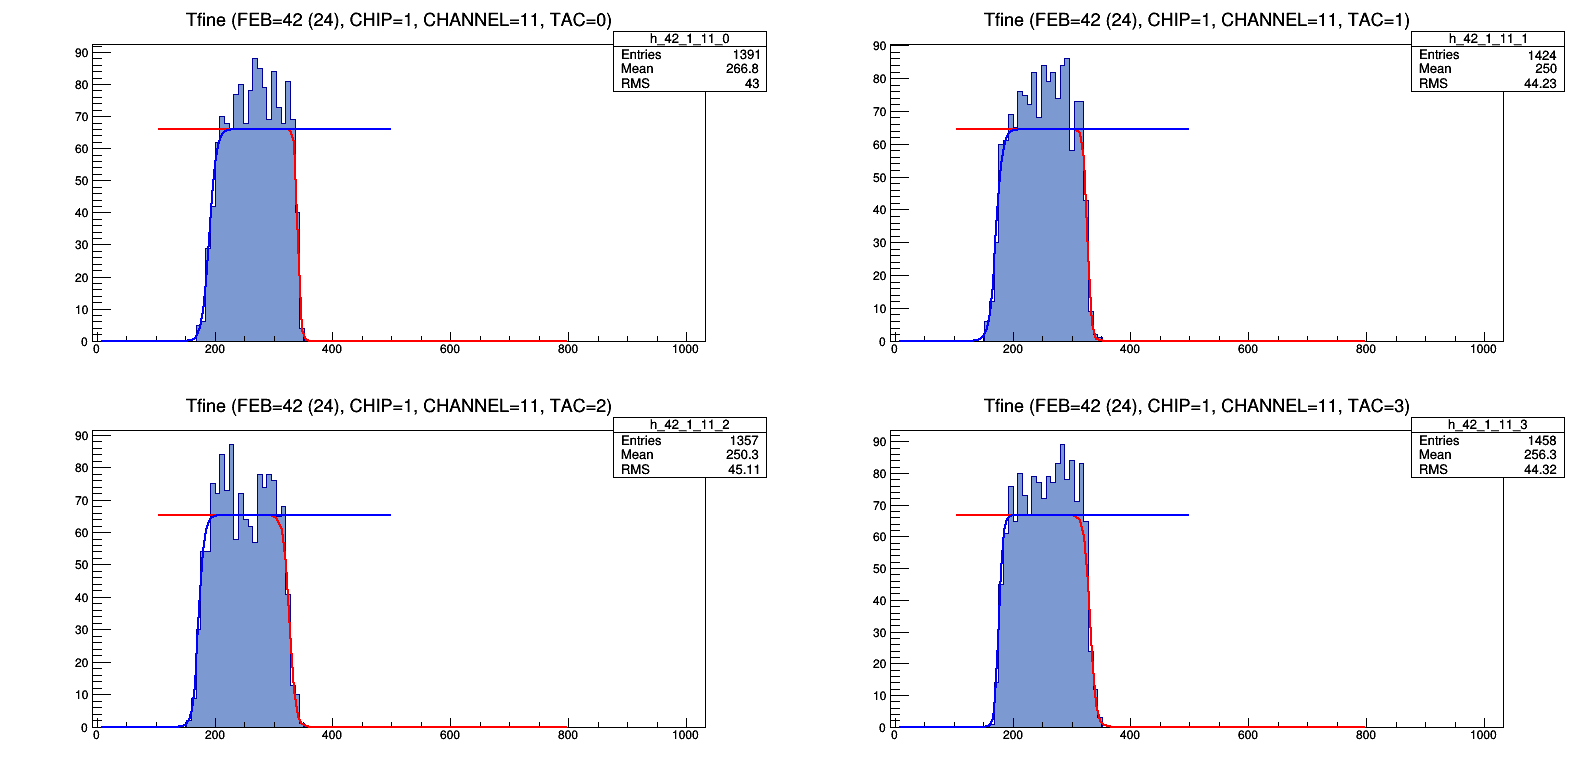 Tfine (FEB=42 (24), CHIP=1, CHANNEL=11, TAC=0)
h_42_1_11_0
Entries 1391
Mean 266.8
RMS 43
90
80
70
60
50
40
30
20
10
0
0 200 400 600 800 1000
Tfine (FEB=42 (24), CHIP=1, CHANNEL=11, TAC=1)
h_42_1_11_1
Entries 1424
Mean 250
RMS 44.23
90
80
70
60
50
40
30
20
10
0
0 200 400 600 800 1000
Tfine (FEB=42 (24), CHIP=1, CHANNEL=11, TAC=2)
h_42_1_11_2
Entries 1357
Mean 250.3
RMS 45.11
90
80
70
60
50
40
30
20
10
0
0 200 400 600 800 1000
Tfine (FEB=42 (24), CHIP=1, CHANNEL=11, TAC=3)
h_42_1_11_3
Entries 1458
Mean 256.3
RMS 44.32
90
80
70
60
50
40
30
20
10
0
0 200 400 600 800 1000